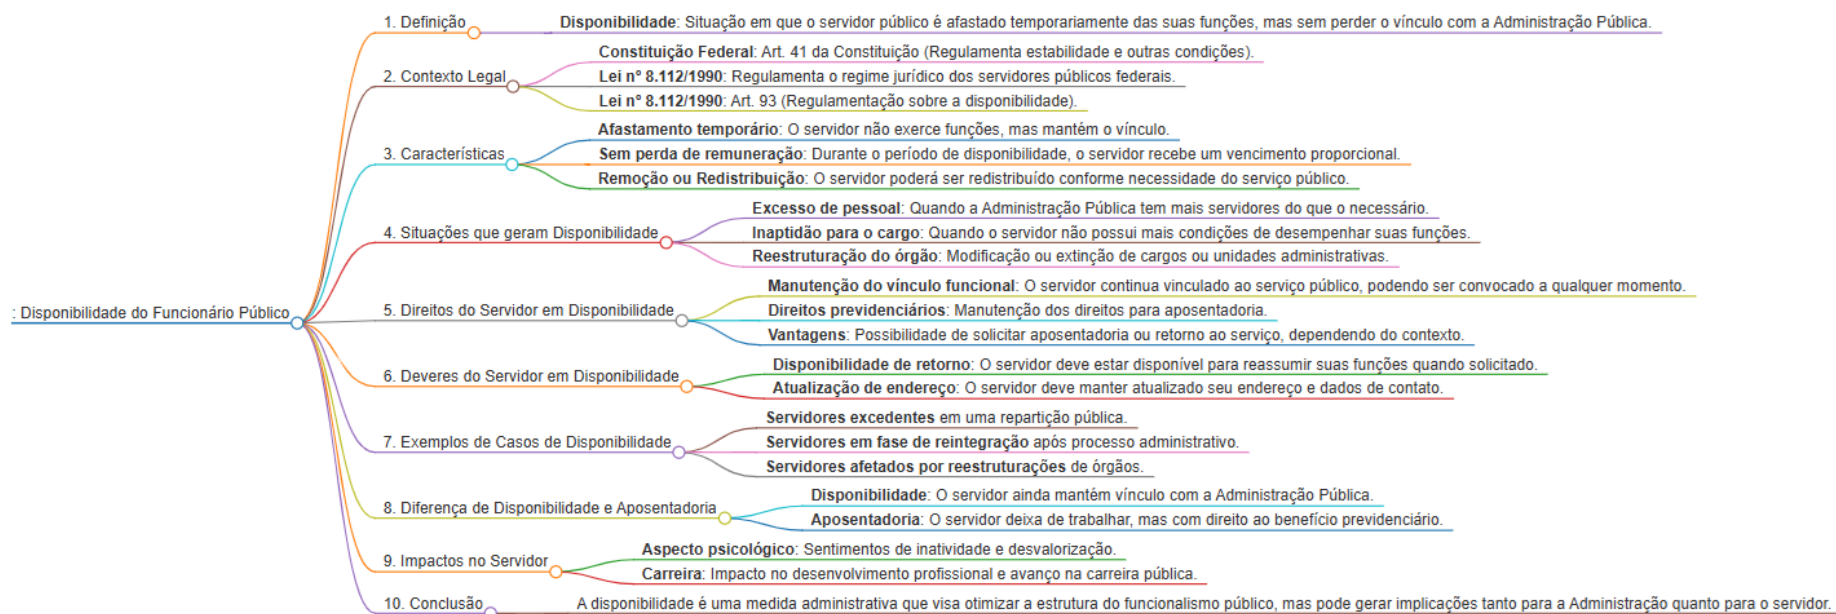 : Disponibilidade do Funcionário Público
1. Definição
Disponibilidade: Situação em que o servidor público é afastado temporariamente das suas funções, mas sem perder o vínculo com a Administração Pública.
2. Contexto Legal
Constituição Federal: Art. 41 da Constituição (Regulamenta estabilidade e outras condições).
Lei nº 8.112/1990: Regulamenta o regime jurídico dos servidores públicos federais.
Lei nº 8.112/1990: Art. 93 (Regulamentação sobre a disponibilidade).
3. Características
Afastamento temporário: O servidor não exerce funções, mas mantém o vínculo.
Sem perda de remuneração: Durante o período de disponibilidade, o servidor recebe um vencimento proporcional.
Remoção ou Redistribuição: O servidor poderá ser redistribuído conforme necessidade do serviço público.
4. Situações que geram Disponibilidade
Excesso de pessoal: Quando a Administração Pública tem mais servidores do que o necessário.
Inaptidão para o cargo: Quando o servidor não possui mais condições de desempenhar suas funções.
Reestruturação do órgão: Modificação ou extinção de cargos ou unidades administrativas.
5. Direitos do Servidor em Disponibilidade
Manutenção do vínculo funcional: O servidor continua vinculado ao serviço público, podendo ser convocado a qualquer momento.
Direitos previdenciários: Manutenção dos direitos para aposentadoria.
Vantagens: Possibilidade de solicitar aposentadoria ou retorno ao serviço, dependendo do contexto.
6. Deveres do Servidor em Disponibilidade
Disponibilidade de retorno: O servidor deve estar disponível para reassumir suas funções quando solicitado.
Atualização de endereço: O servidor deve manter atualizado seu endereço e dados de contato.
7. Exemplos de Casos de Disponibilidade
Servidores excedentes em uma repartição pública.
Servidores em fase de reintegração após processo administrativo.
Servidores afetados por reestruturações de órgãos.
8. Diferença de Disponibilidade e Aposentadoria
Disponibilidade: O servidor ainda mantém vínculo com a Administração Pública.
Aposentadoria: O servidor deixa de trabalhar, mas com direito ao benefício previdenciário.
9. Impactos no Servidor
Aspecto psicológico: Sentimentos de inatividade e desvalorização.
Carreira: Impacto no desenvolvimento profissional e avanço na carreira pública.
10. Conclusão
A disponibilidade é uma medida administrativa que visa otimizar a estrutura do funcionalismo público, mas pode gerar implicações tanto para a Administração quanto para o servidor.